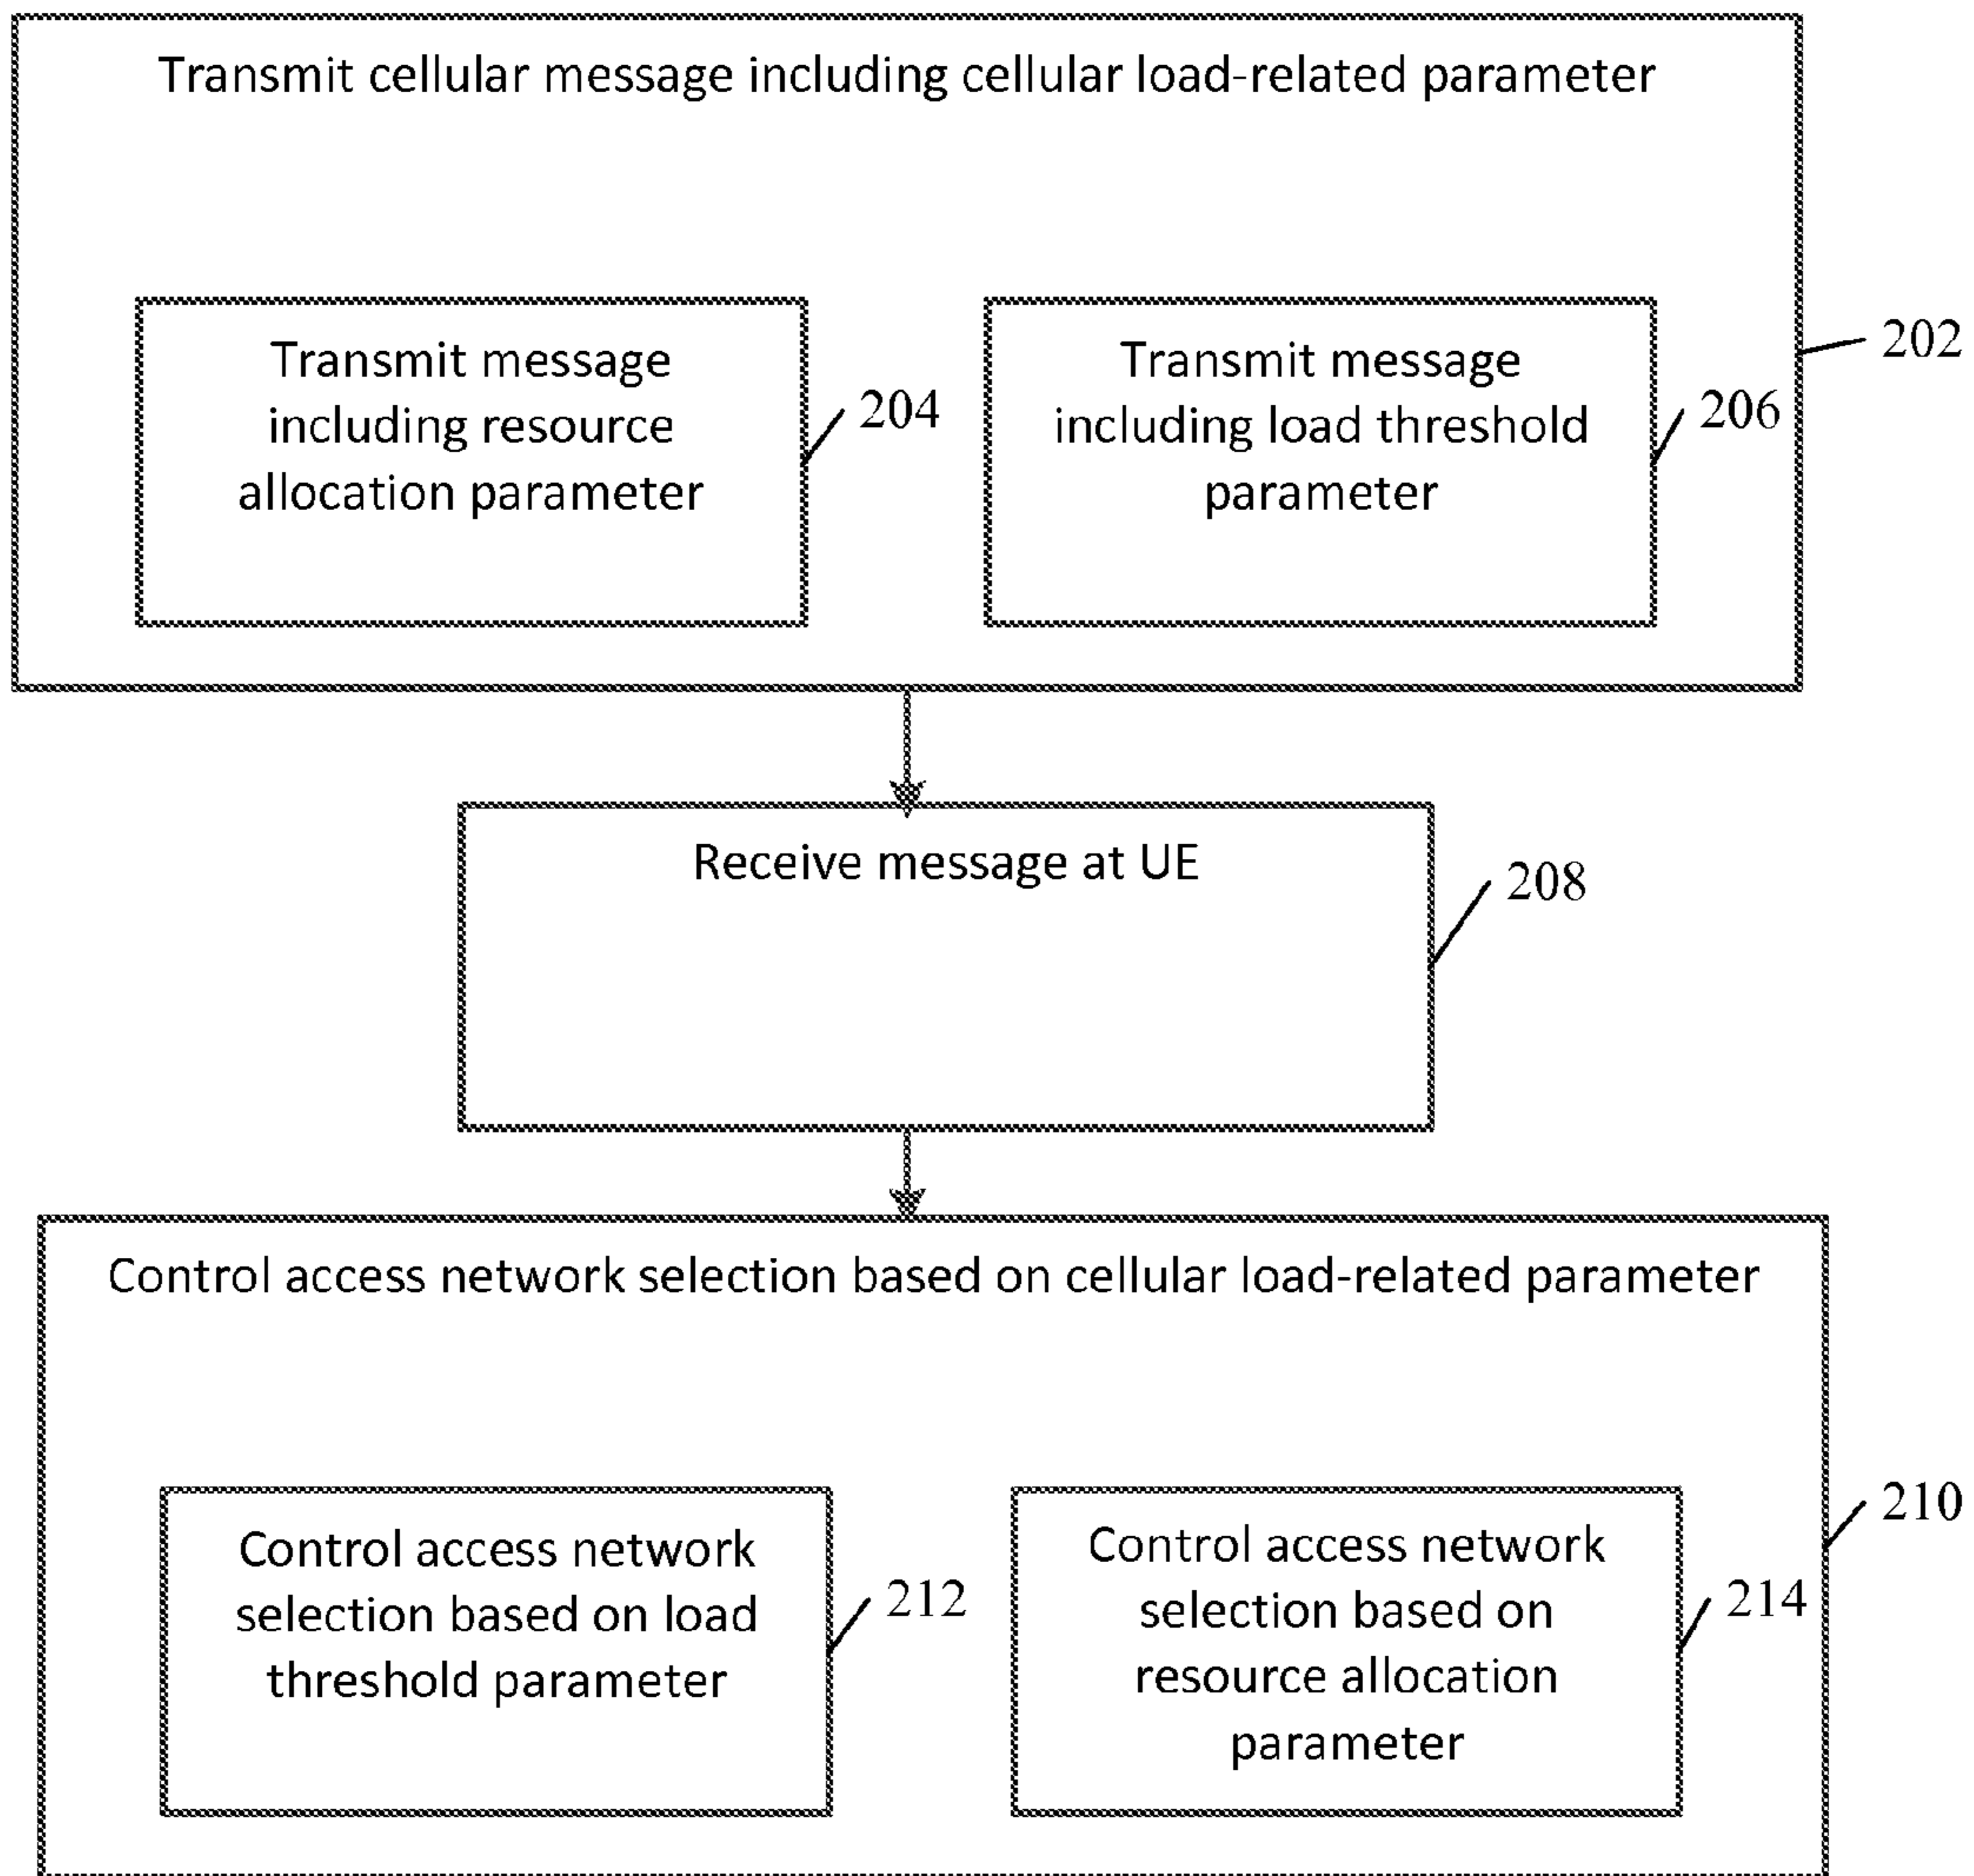 Transmit cellular message including cellular load-related parameter
Transmit message
including resource
allocation parameter
204
Transmit message
including load threshold
parameter
206
202
Receive message at UE
208
Control access network selection based on cellular load-related parameter
Control access network
selection based on load
threshold parameter
212
Control access network
selection based on
resource allocation
parameter
214
210